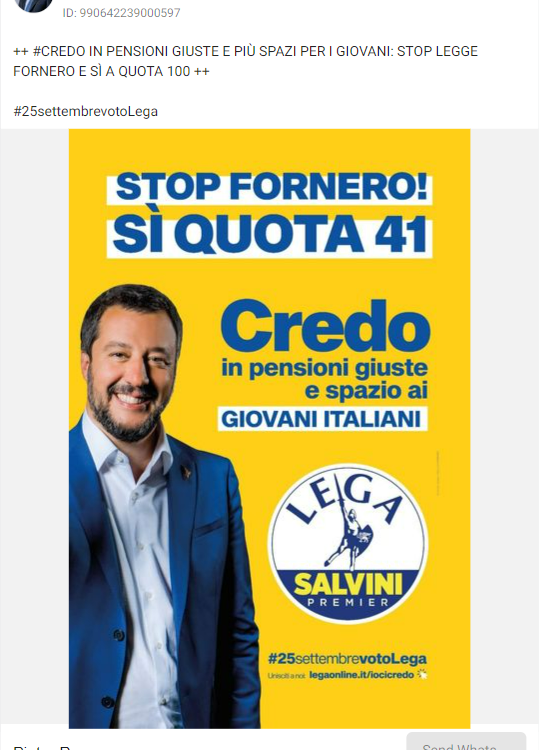 ID: 990642239000597
++ #CREDO IN PENSIONI GIUSTE E PIÙ SPAZI PER I GIOVANI: STOP LEGGE
FORNERO E SÌ A QUOTA 100 ++
#25settembrevotoLega
STOP FORNERO!
SÌ QUOTA 41
Credo
in pensioni giuste
e spazio ai
GIOVANI ITALIANI
LEGA
SALVINI
PREMIER
#25settembrevotoLega
Unisciti a noi legaonline.it/iocicredo
Send Whats